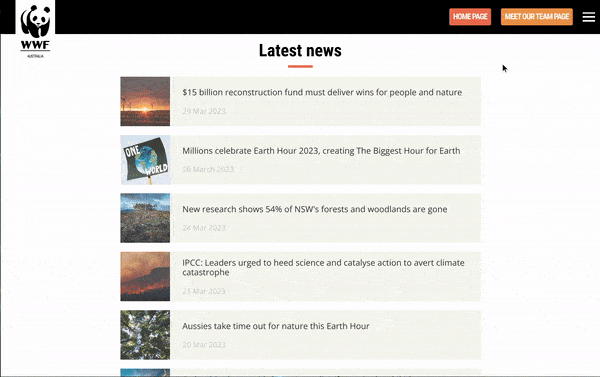 HOME PAGE
MEET OUR TEAM PAGE
WWF
AUSTRALIA
Latest news
$15 billion reconstruction fund must deliver wins for people and nature
29 Mar 2023
ONE
WORLD
Millions celebrate Earth Hour 2023, creating The Biggest Hour for Earth
26 March 2023
New research shows 54% of NSW's forests and woodlands are gone
24 Mar 2023
IPCC: Leaders urged to heed science and catalyse action to avert climate
catastrophe
21 Mar 2023
Aussies take time out for nature this Earth Hour
20 Mar 2023